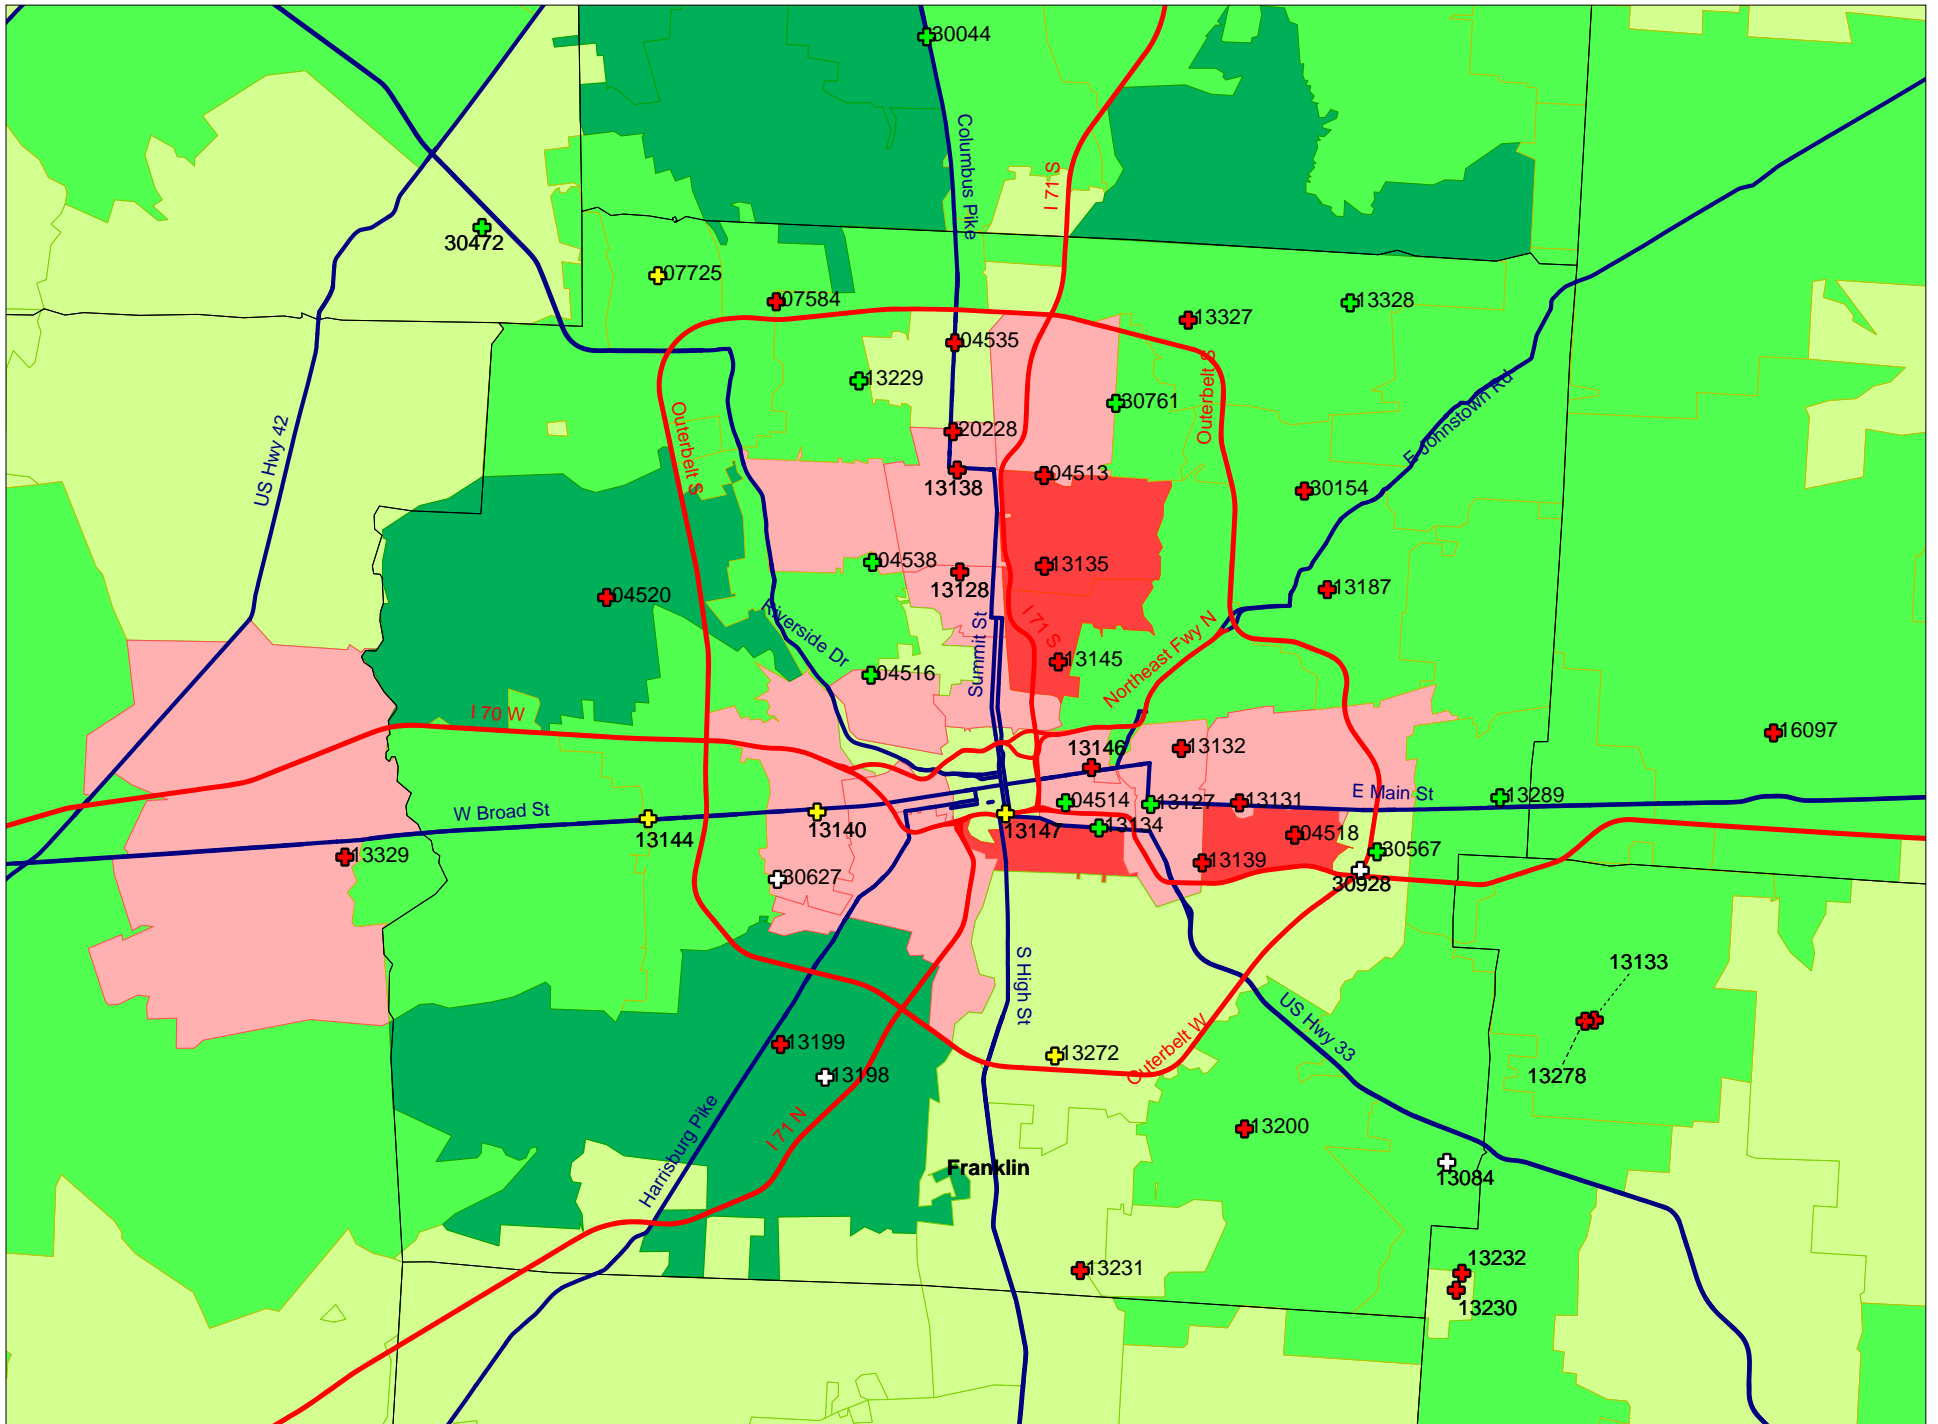 30044
Columbus Pike
I 71 S
30472
07725
07584
13328
13327
04535
13229
Outerbelt S
30761
Outerbelt S
E Johnstown Rd
US Hwy 42
20228
13138
04513
30154
04538
13128
13135
13187
04520
Riverside Dr
Summit St
I 71 S
Northeast Fwy N
04516
13145
I 70 W
16097
13146
13132
W Broad St
E Main St
13144
13140
13147
04514
13127
13131
13289
13134
04518
13329
13139
30567
30627
30928
S High St
13133
US Hwy 33
13199
13272
Outerbelt W
13198
13278
Harrisburg Pike
I 71 N
13200
Franklin
13084
13231
13232
13230